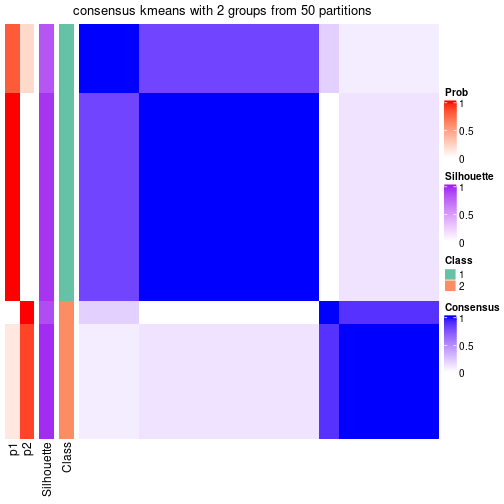 consensus kmeans with 2 groups from 50 partitions
Prob
1
0.5
0
Silhouette
1
0.5
0
Class
1
2
Consensus
1
0.5
0
p1
p2
Silhouette
Class